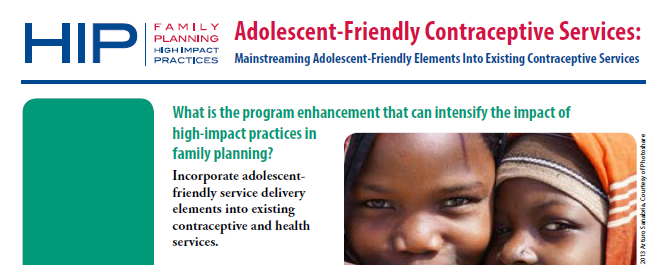 HIP
FAMILY
PLANNING
HIGH IMPACT
PRACTICES
Adolescent-Friendly Contraceptive Services:
Mainstreaming Adolescent-Friendly Elements Into Existing Contraceptive Services
What is the program enhancement that can intensify the impact of
high-impact practices in
family planning?
Incorporate adolescent-
friendly service delivery
elements into existing
contraceptive and health
services.
2013 Arturo Sanabria, Courtesy of Photoshare